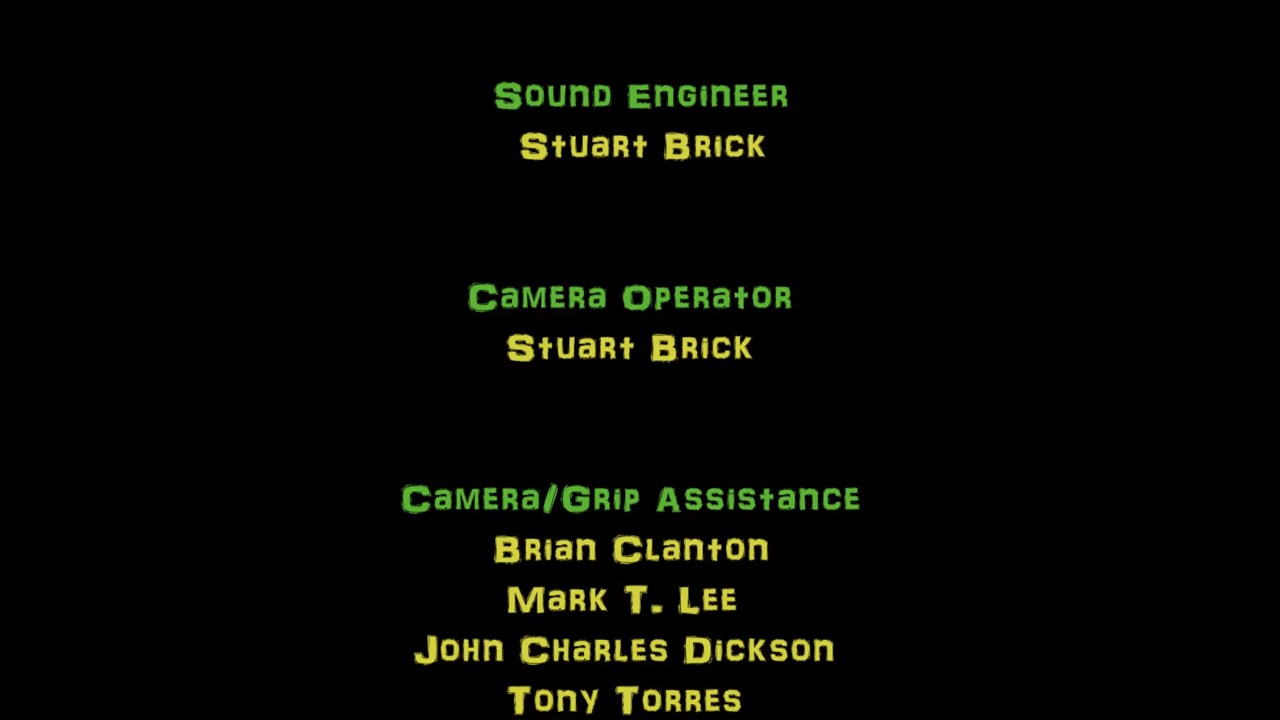 Sound Engineer
Stuart Brick
Camera Operator
Stuart Brick
Camera/Grip Assistance
Brian Clanton
Mark T. Lee
John Charles Dickson
Tony Torres